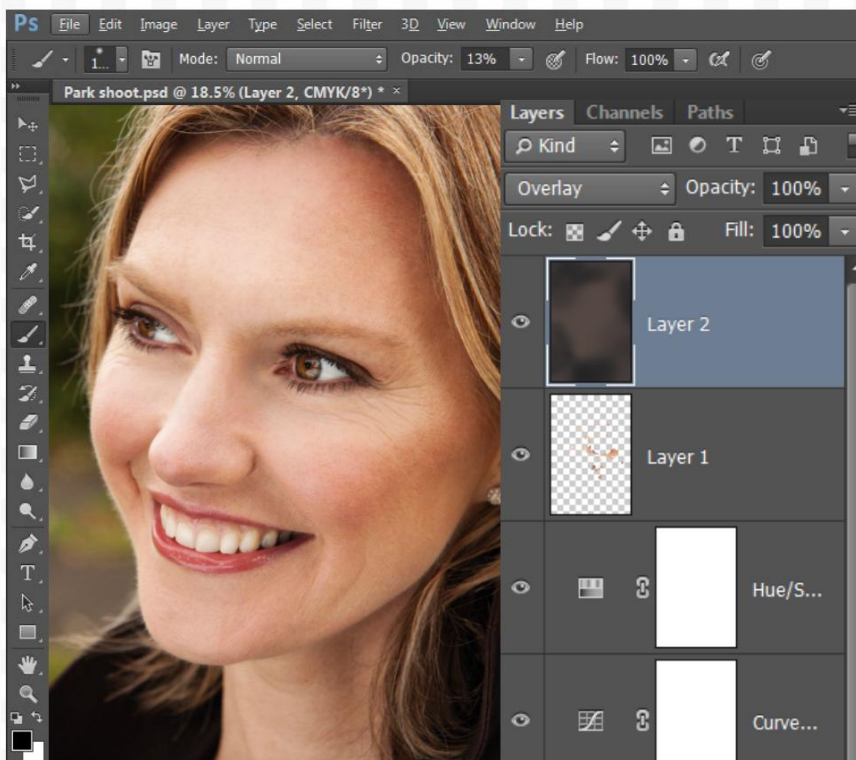 Ps File Edit Image Layer Type Select Filter 3D View Window Help
1... Mode: Normal Opacity: 13% Flow: 100%
Park shoot.psd @ 18.5% (Layer 2, CMYK/8*) * ×
Layers Channels Paths
Kind T
Overlay Opacity: 100%
Lock: Fill: 100%
Layer 2
Layer 1
T
Hue/S...
Curve...